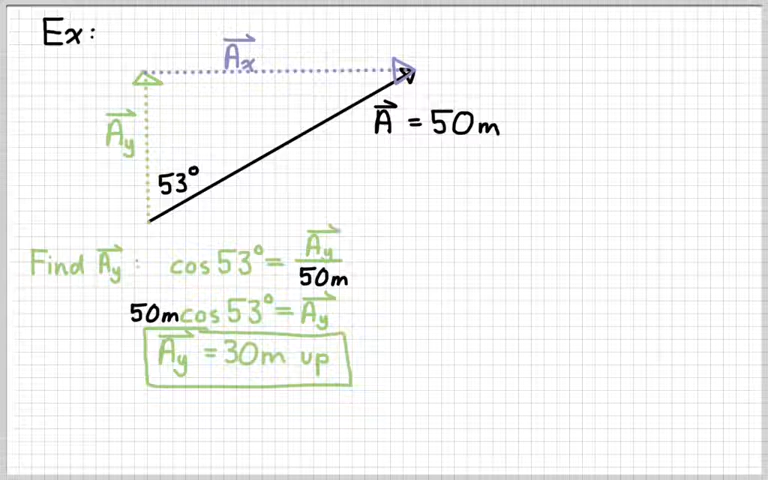 Ex:
A⃗x
A⃗y
A⃗ = 50m
53°
Find A⃗y : cos 53° = A⃗y / 50m
50m cos 53° = A⃗y
A⃗y = 30m up